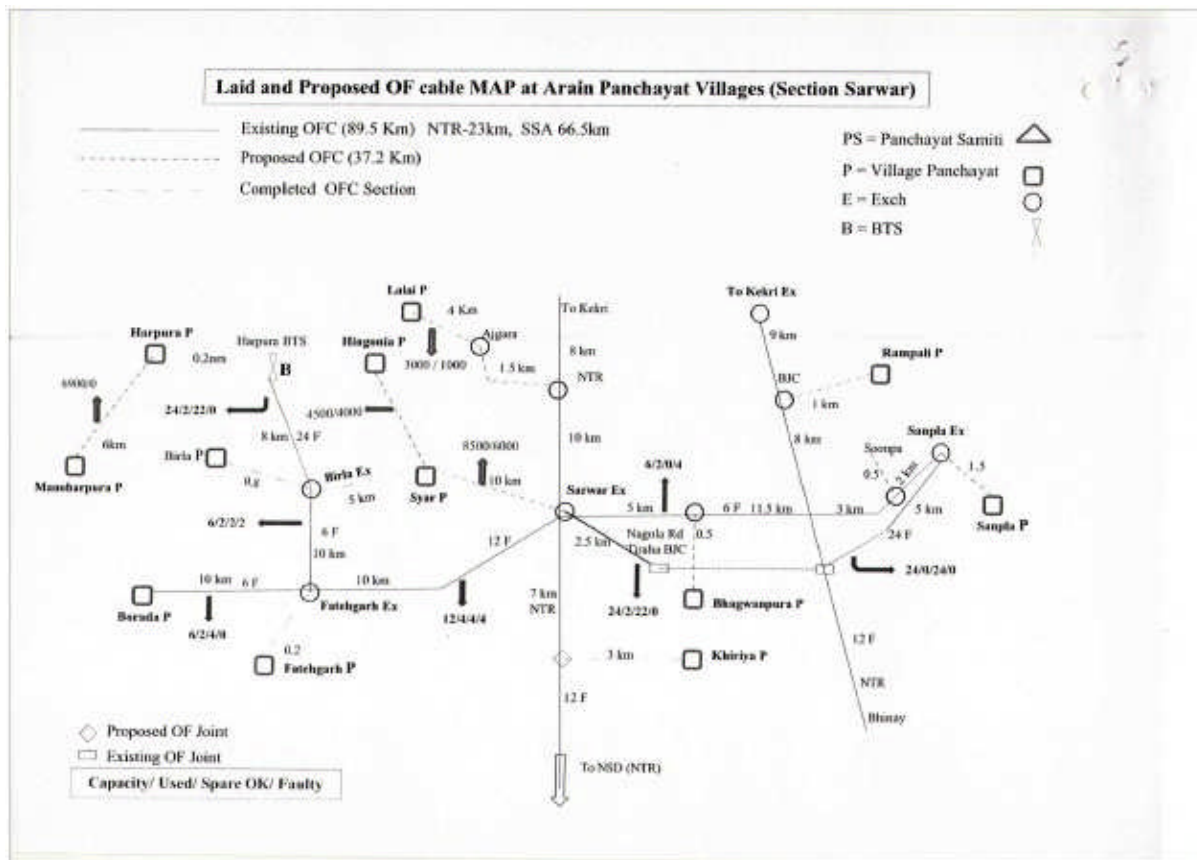 Laid and Proposed OF cable MAP at Arain Panchayat Villages (Section Sarwar)
Existing OFC (89.5 Km) NTR-23km, SSA 66.5km
Proposed OFC (37.2 Km)
Completed OFC Section
PS = Panchayat Samiti
P = Village Panchayat
E = Exch
B = BTS
Lalai P
4 Km
To Kekri
To Kekri Ex
Harpura P
Harpura BTS
0.2
B
Hingonia P
Ajgara
3000 / 1000
1.5 km
8 km
NTR
9 km
BJC
Rampali P
1 km
6900/0
24/2/22/0
4500/4000
8 km 24 F
8500/6000
10 km
8 km
Sanpla Ex
6km
Birla P
Birla Ex
Syar P
10 km
6/2/0/4
0.5
2 km
1.5
Manoharpura P
5 km
Sarwar Ex
5 km
6 F
11.5 km
3 km
5 km
Sanpla P
6/2/2/2
6 F
10 km
12 F
2.5 km
Nagola Rd
BJC
0.5
24 F
10 km
6 F
10 km
7 km
NTR
24/0/24/0
Borada P
Fatehgarh Ex
12/4/4/4
24/2/22/0
Bhagwanpura P
6/2/4/0
0.2
Fatehgarh P
3 km
Khiriya P
12 F
12 F
NTR
Bhinay
Proposed OF Joint
Existing OF Joint
To NSD (NTR)
Capacity/ Used/ Spare OK/ Faulty